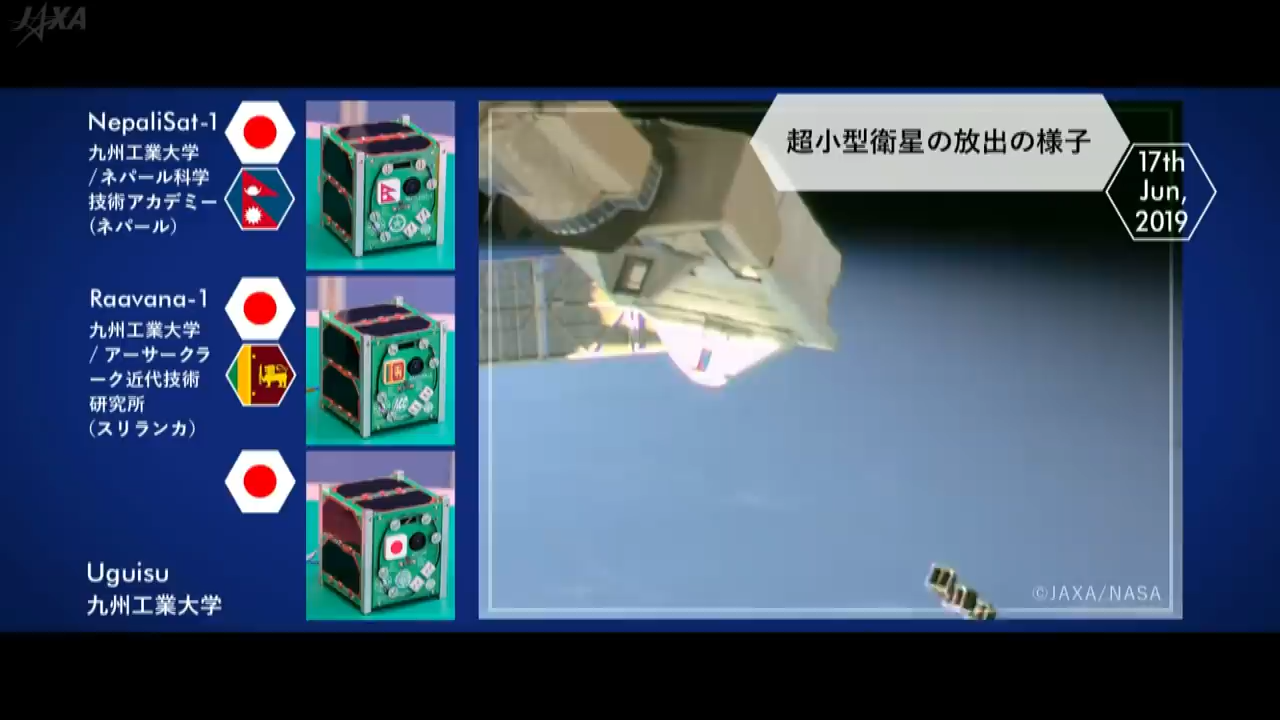 JAXA
NepaliSat-1
九州工業大学
/ネパール科学
技術アカデミー
(ネパール)
Raavana-1
九州工業大学
/ アーサークラ
ーク近代技術
研究所
(スリランカ)
Uguisu
九州工業大学
超小型衛星の放出の様子
17th
Jun,
2019
©JAXA/NASA